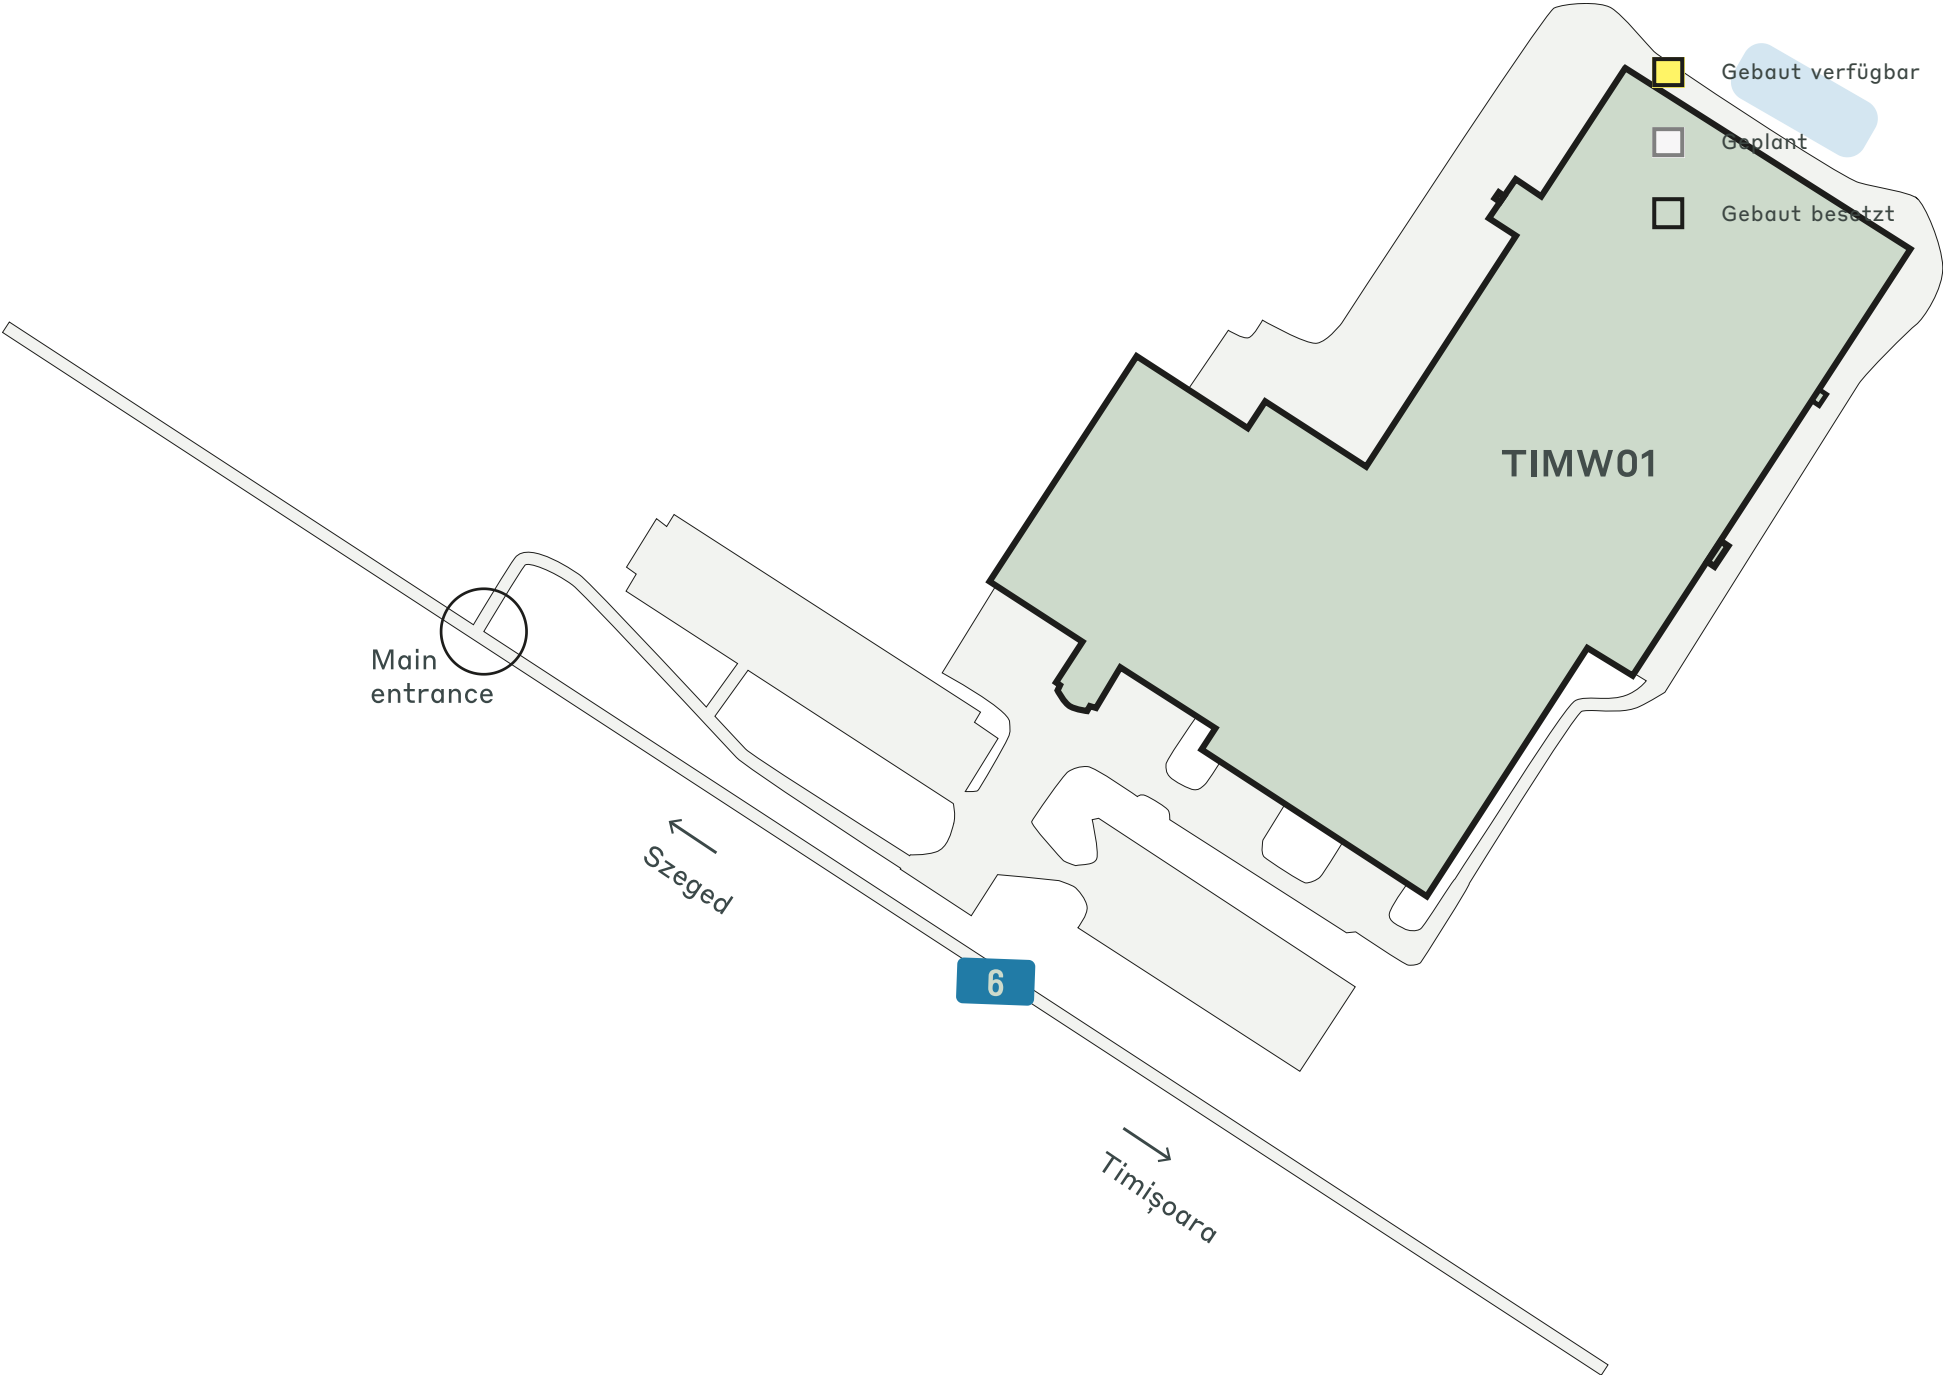 Gebaut verfügbar
Geplant
Gebaut besetzt
TIMW01
Main
entrance
Szeged
6
Timișoara